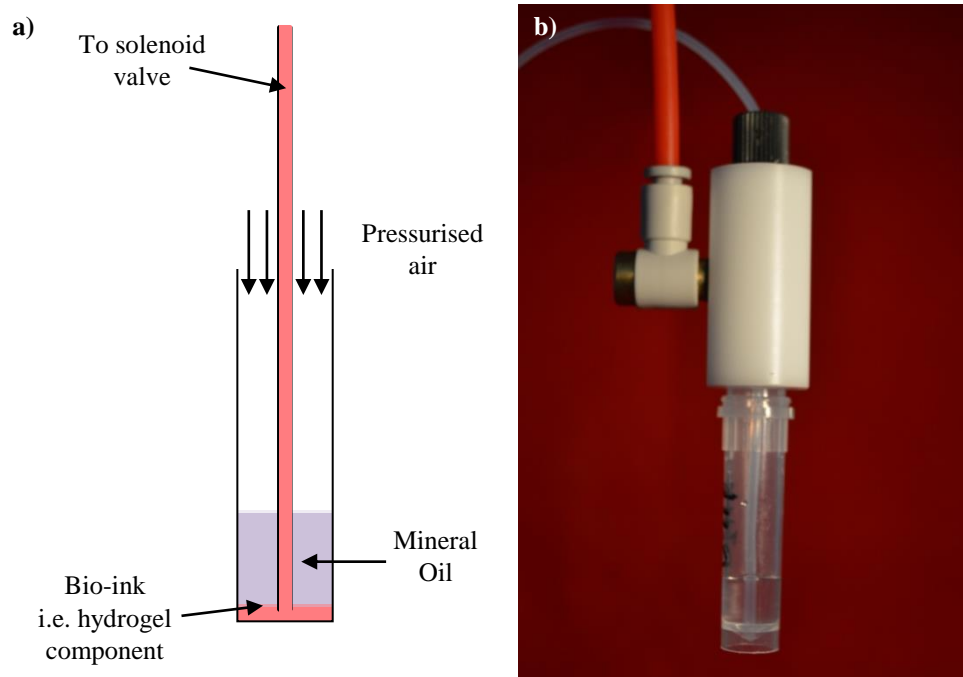 a)
To solenoid
valve
Pressurised
air
Mineral
Oil
Bio-ink
i.e. hydrogel
component
b)